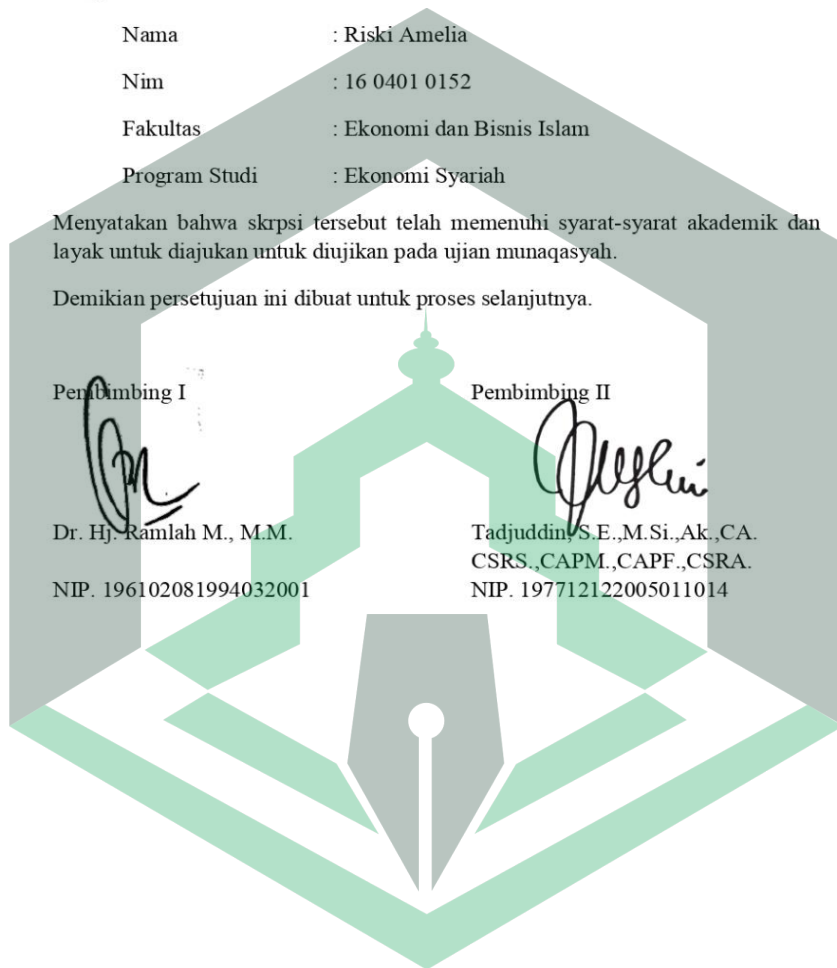 Nama : Riski Amelia
Nim : 16 0401 0152
Fakultas : Ekonomi dan Bisnis Islam
Program Studi : Ekonomi Syariah
Menyatakan bahwa skrpsi tersebut telah memenuhi syarat-syarat akademik dan
layak untuk diajukan untuk diujikan pada ujian munaqasyah.
Demikian persetujuan ini dibuat untuk proses selanjutnya.
Pembimbing I
Dr. Hj. Ramlah M., M.M.
NIP. 196102081994032001
Pembimbing II
Tadjuddin, S.E.,M.Si.,Ak.,CA.
CSRS.,CAPM.,CAPF.,CSRA.
NIP. 197712122005011014